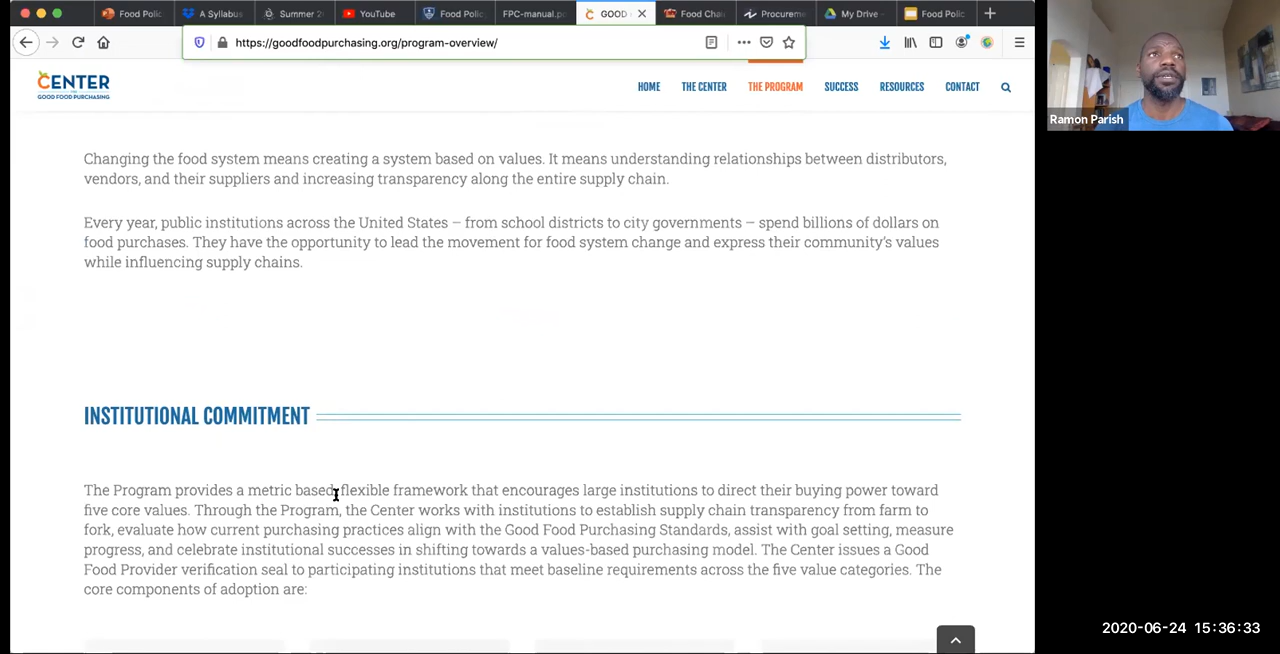 Food Polic
A Syllabus
Summer 2
YouTube
Food Polic
FPC-manual.pd
GOOD
Food Chai
Procureme
My Drive -
Food Polic
https://goodfoodpurchasing.org/program-overview/
CENTER
GOOD FOOD PURCHASING
HOME THE CENTER THE PROGRAM SUCCESS RESOURCES CONTACT
Ramon Parish
Changing the food system means creating a system based on values. It means understanding relationships between distributors,
vendors, and their suppliers and increasing transparency along the entire supply chain.
Every year, public institutions across the United States – from school districts to city governments – spend billions of dollars on
food purchases. They have the opportunity to lead the movement for food system change and express their community's values
while influencing supply chains.
INSTITUTIONAL COMMITMENT
The Program provides a metric based, flexible framework that encourages large institutions to direct their buying power toward
five core values. Through the Program, the Center works with institutions to establish supply chain transparency from farm to
fork, evaluate how current purchasing practices align with the Good Food Purchasing Standards, assist with goal setting, measure
progress, and celebrate institutional successes in shifting towards a values-based purchasing model. The Center issues a Good
Food Provider verification seal to participating institutions that meet baseline requirements across the five value categories. The
core components of adoption are:
2020-06-24 15:36:33